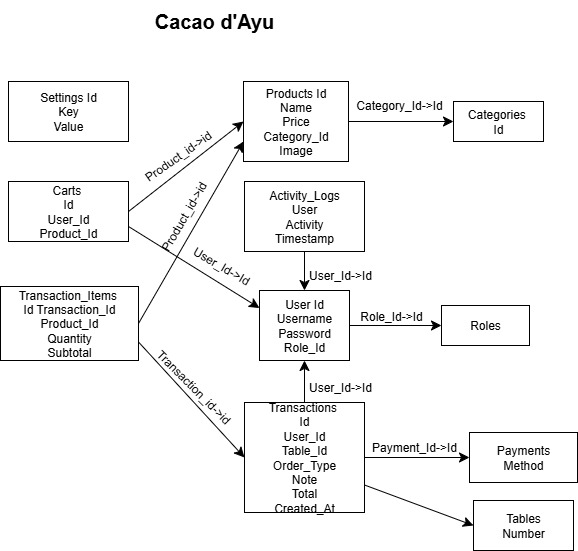 Cacao d'Ayu
Settings Id
Key
Value
Products Id
Name
Price
Category_Id
Image
Category_Id->Id
Categories
Id
Product_id->id
Carts
Id
User_Id
Product_Id
Product_id->id
Activity_Logs
User
Activity
Timestamp
User_Id->Id
User_Id->Id
Transaction_Items
Id Transaction_Id
Product_Id
Quantity
Subtotal
User Id
Username
Password
Role_Id
Role_Id->Id
Roles
Transaction_id->id
User_Id->Id
Transactions
Id
User_Id
Table_Id
Order_Type
Note
Total
Created_At
Payment_Id->Id
Payments
Method
Tables
Number